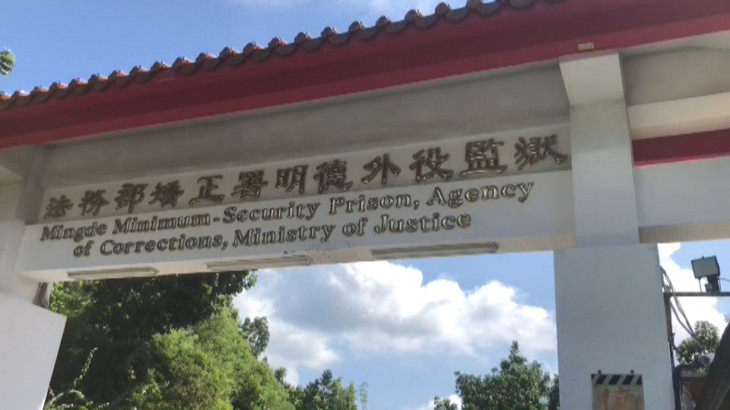 法務部矯正署明德外役監獄
Mingde Minimum-Security Prison, Agency
of Corrections, Ministry of Justice